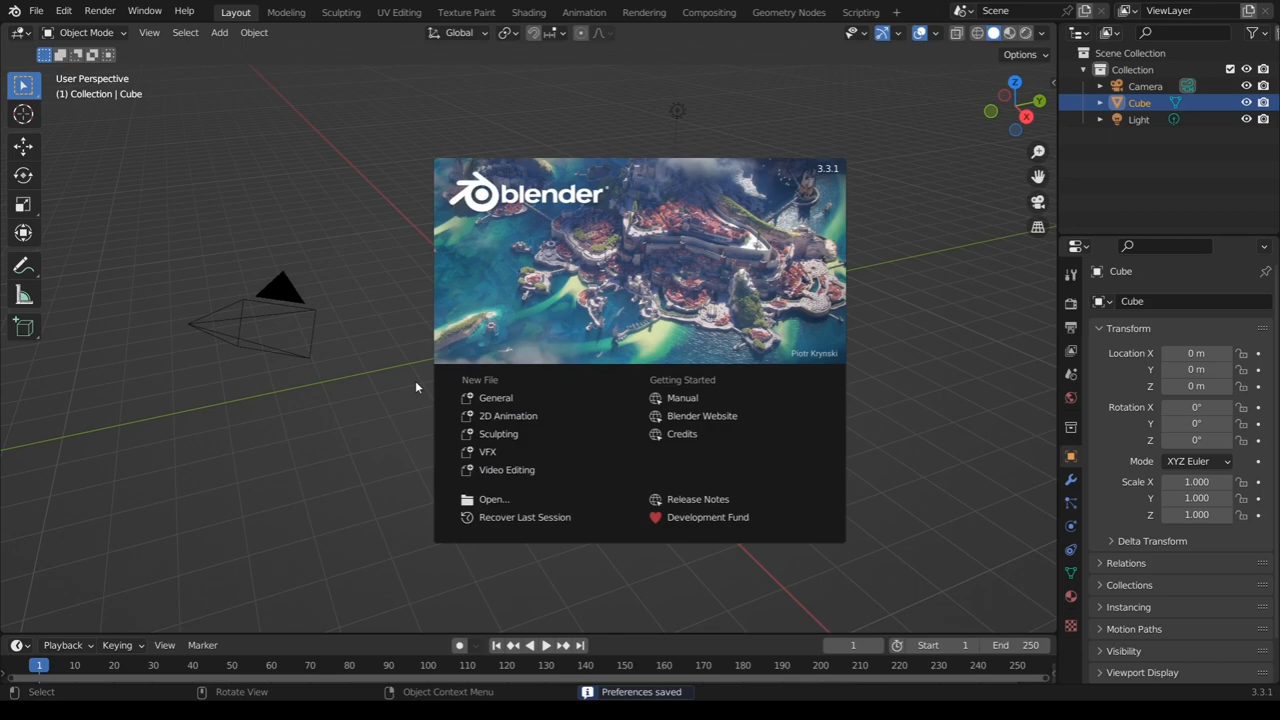 File Edit Render Window Help Layout Modeling Sculpting UV Editing Texture Paint Shading Animation Rendering Compositing Geometry Nodes Scripting + Scene ViewLayer
Object Mode View Select Add Object Global
Options
User Perspective
(1) Collection | Cube
Z
Y
X
Scene Collection
Collection
Camera
Cube
Light
3.3.1
blender
Piotr Krynski
New File
General
2D Animation
Sculpting
VFX
Video Editing
Open...
Recover Last Session
Getting Started
Manual
Blender Website
Credits
Release Notes
Development Fund
Cube
Cube
Transform
Location X 0 m
Y 0 m
Z 0 m
Rotation X 0°
Y 0°
Z 0°
Mode XYZ Euler
Scale X 1.000
Y 1.000
Z 1.000
Delta Transform
Relations
Collections
Instancing
Motion Paths
Visibility
Viewport Display
Playback Keying View Marker 1 Start 1 End 250
1 10 20 30 40 50 60 70 80 90 100 110 120 130 140 150 160 170 180 190 200 210 220 230 240 250
Select Rotate View Object Context Menu Preferences saved 3.3.1